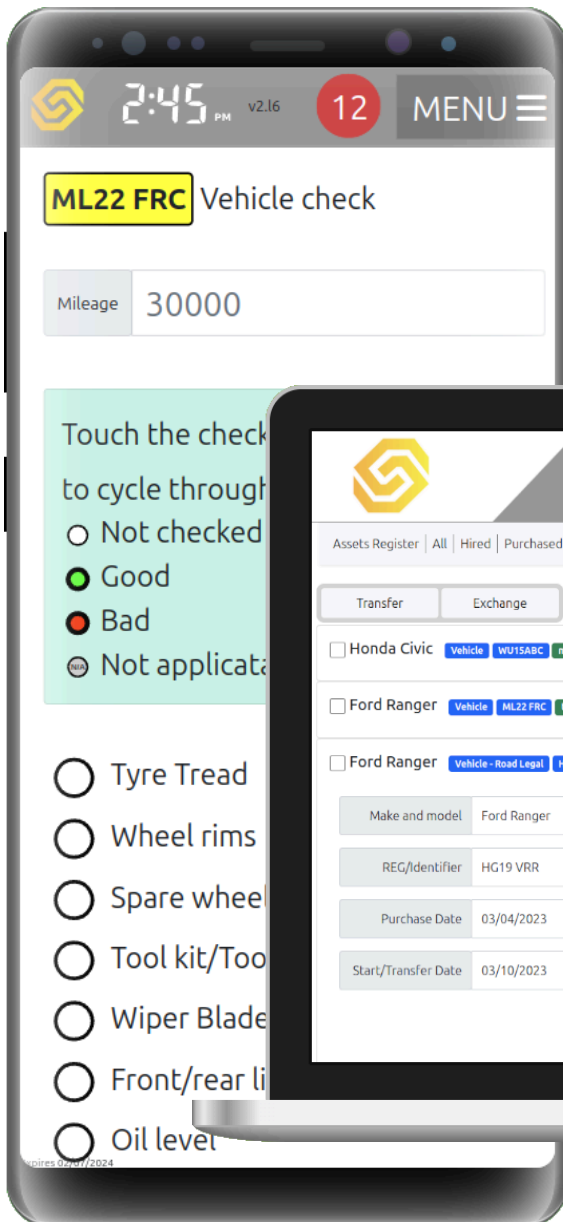 2:45 PM v2.16 12 MENU
ML22 FRC Vehicle check
Mileage 30000
Touch the check
to cycle through
Not checked
Good
Bad
N/A Not applicata
Tyre Tread
Wheel rims
Spare wheel
Tool kit/Too
Wiper Blade
Front/rear li
Oil level
xpires 02/07/2024
Assets Register | All | Hired | Purchased
Transfer Exchange
Honda Civic Vehicle WU15ABC
Ford Ranger Vehicle ML22 FRC
Ford Ranger Vehicle - Road Legal H
Make and model Ford Ranger
REG/Identifier HG19 VRR
Purchase Date 03/04/2023
Start/Transfer Date 03/10/2023